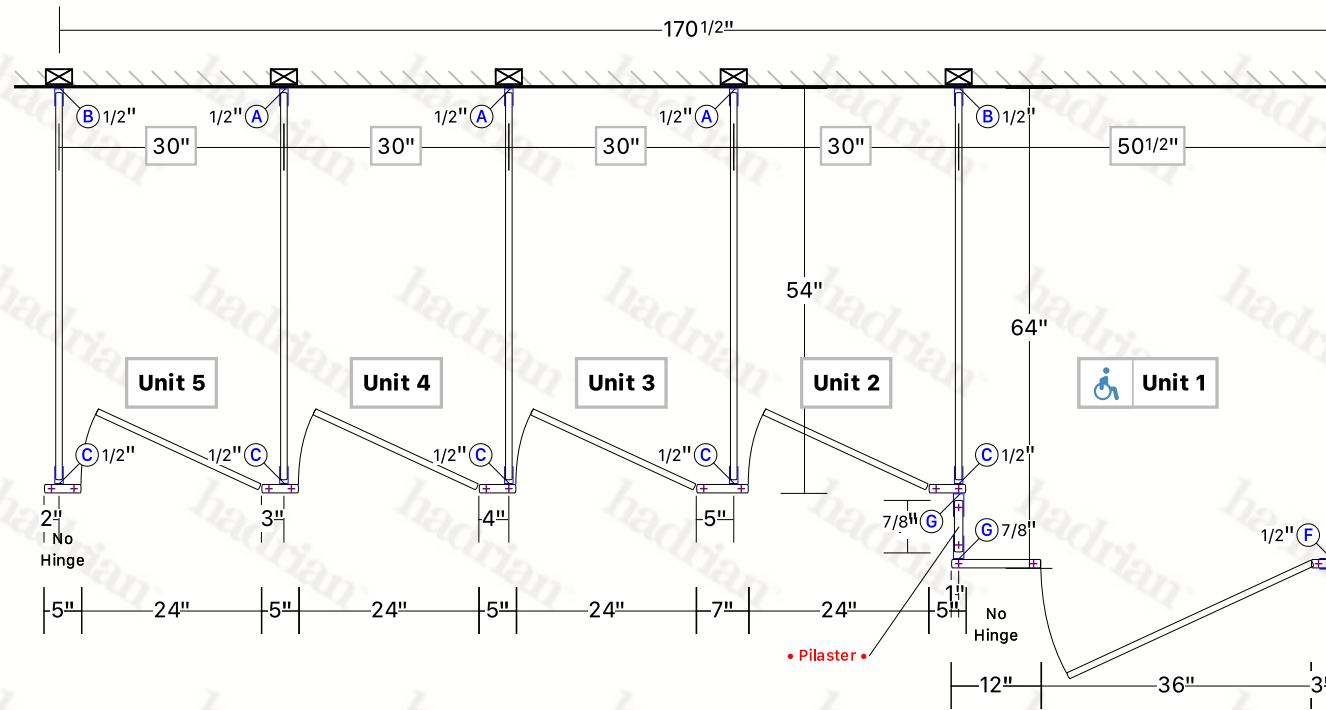 170 1/2"
B 1/2"
1/2" A
1/2" A
1/2" A
B 1/2"
30"
30"
30"
30"
50 1/2"
54"
64"
Unit 5
Unit 4
Unit 3
Unit 2
Unit 1
C 1/2"
1/2" C
1/2" C
1/2" C
C 1/2"
2"
No
Hinge
3"
4"
5"
7/8" G
G 7/8"
1/2" F
1"
No
Hinge
5"
24"
5"
24"
5"
24"
7"
24"
5"
• Pilaster •
12"
36"
3"
hadrian